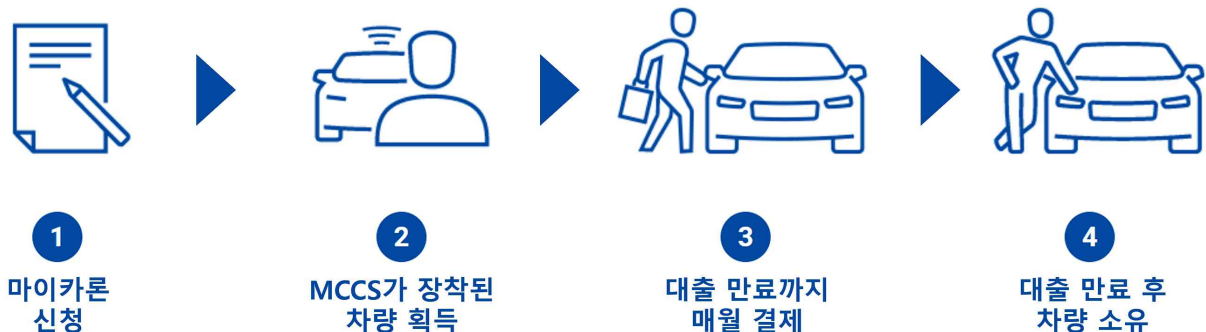 1
마이카론
신청
2
MCCS가 장착된
차량 획득
3
대출 만료까지
매월 결제
4
대출 만료 후
차량 소유